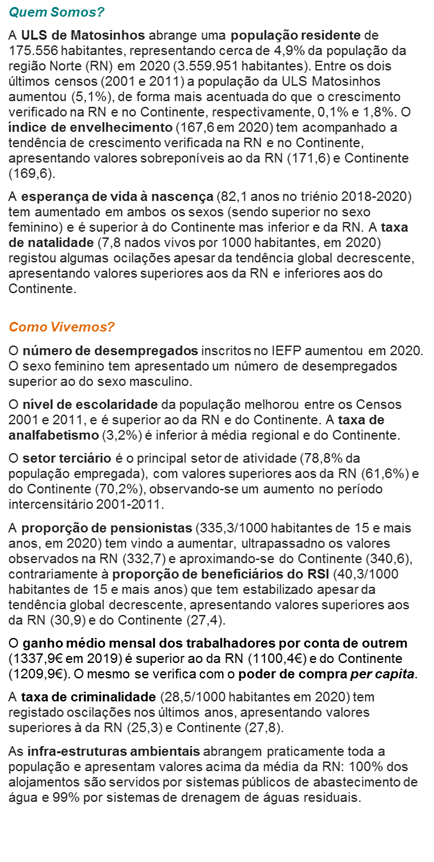 Quem Somos?
A ULS de Matosinhos abrange uma população residente de
175.556 habitantes, representando cerca de 4,9% da população da
região Norte (RN) em 2020 (3.559.951 habitantes). Entre os dois
últimos censos (2001 e 2011) a população da ULS Matosinhos
aumentou (5,1%), de forma mais acentuada do que o crescimento
verificado na RN e no Continente, respectivamente, 0,1% e 1,8%. O
índice de envelhecimento (167,6 em 2020) tem acompanhado a
tendência de crescimento verificada na RN e no Continente,
apresentando valores sobreponíveis ao da RN (171,6) e Continente
(169,6).
A esperança de vida à nascença (82,1 anos no triénio 2018-2020)
tem aumentado em ambos os sexos (sendo superior no sexo
feminino) e é superior à do Continente mas inferior e da RN. A taxa
de natalidade (7,8 nados vivos por 1000 habitantes, em 2020)
registou algumas ocilações apesar da tendência global decrescente,
apresentando valores superiores aos da RN e inferiores aos do
Continente.
Como Vivemos?
O número de desempregados inscritos no IEFP aumentou em 2020.
O sexo feminino tem apresentado um número de desempregados
superior ao do sexo masculino.
O nível de escolaridade da população melhorou entre os Censos
2001 e 2011, e é superior ao da RN e do Continente. A taxa de
analfabetismo (3,2%) é inferior à média regional e do Continente.
O setor terciário é o principal setor de atividade (78,8% da
população empregada), com valores superiores aos da RN (61,6%) e
do Continente (70,2%), observando-se um aumento no período
intercensitário 2001-2011.
A proporção de pensionistas (335,3/1000 habitantes de 15 e mais
anos, em 2020) tem vindo a aumentar, ultrapassadno os valores
observados na RN (332,7) e aproximando-se do Continente (340,6),
contrariamente à proporção de beneficiários do RSI (40,3/1000
habitantes de 15 e mais anos) que tem estabilizado apesar da
tendência global decrescente, apresentando valores superiores aos
da RN (30,9) e do Continente (27,4).
O ganho médio mensal dos trabalhadores por conta de outrem
(1337,9€ em 2019) é superior ao da RN (1100,4€) e do Continente
(1209,9€). O mesmo se verifica com o poder de compra per capita.
A taxa de criminalidade (28,5/1000 habitantes em 2020) tem
registado oscilações nos últimos anos, apresentando valores
superiores à da RN (25,3) e Continente (27,8).
As infra-estruturas ambientais abrangem praticamente toda a
população e apresentam valores acima da média da RN: 100% dos
alojamentos são servidos por sistemas públicos de abastecimento de
água e 99% por sistemas de drenagem de águas residuais.